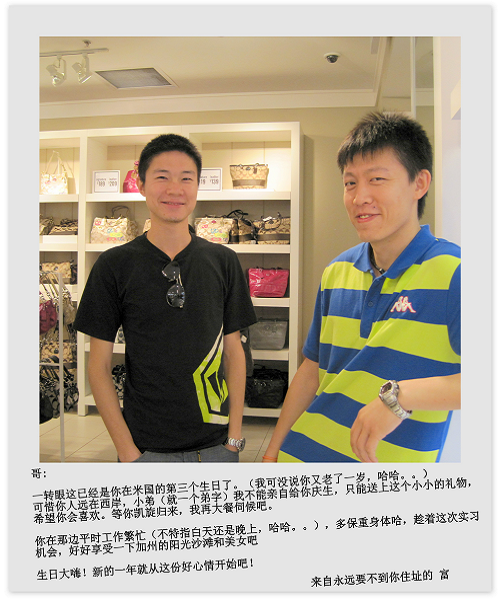 哥:
一转眼这已经是你在米国的第三个生日了。(我可没说你又老了一岁,哈哈。。)
可惜你人远在西岸,小弟(就一个弟字)我不能亲自给你庆生,只能送上这个小小的礼物,
希望你会喜欢。等你凯旋归来,我再大餐伺候吧。
你在那边平时工作繁忙(不特指白天还是晚上,哈哈。。),多保重身体哈,趁着这次实习
机会,好好享受一下加州的阳光沙滩和美女吧
生日大嗨!新的一年就从这份好心情开始吧!
来自永远要不到你住址的 富